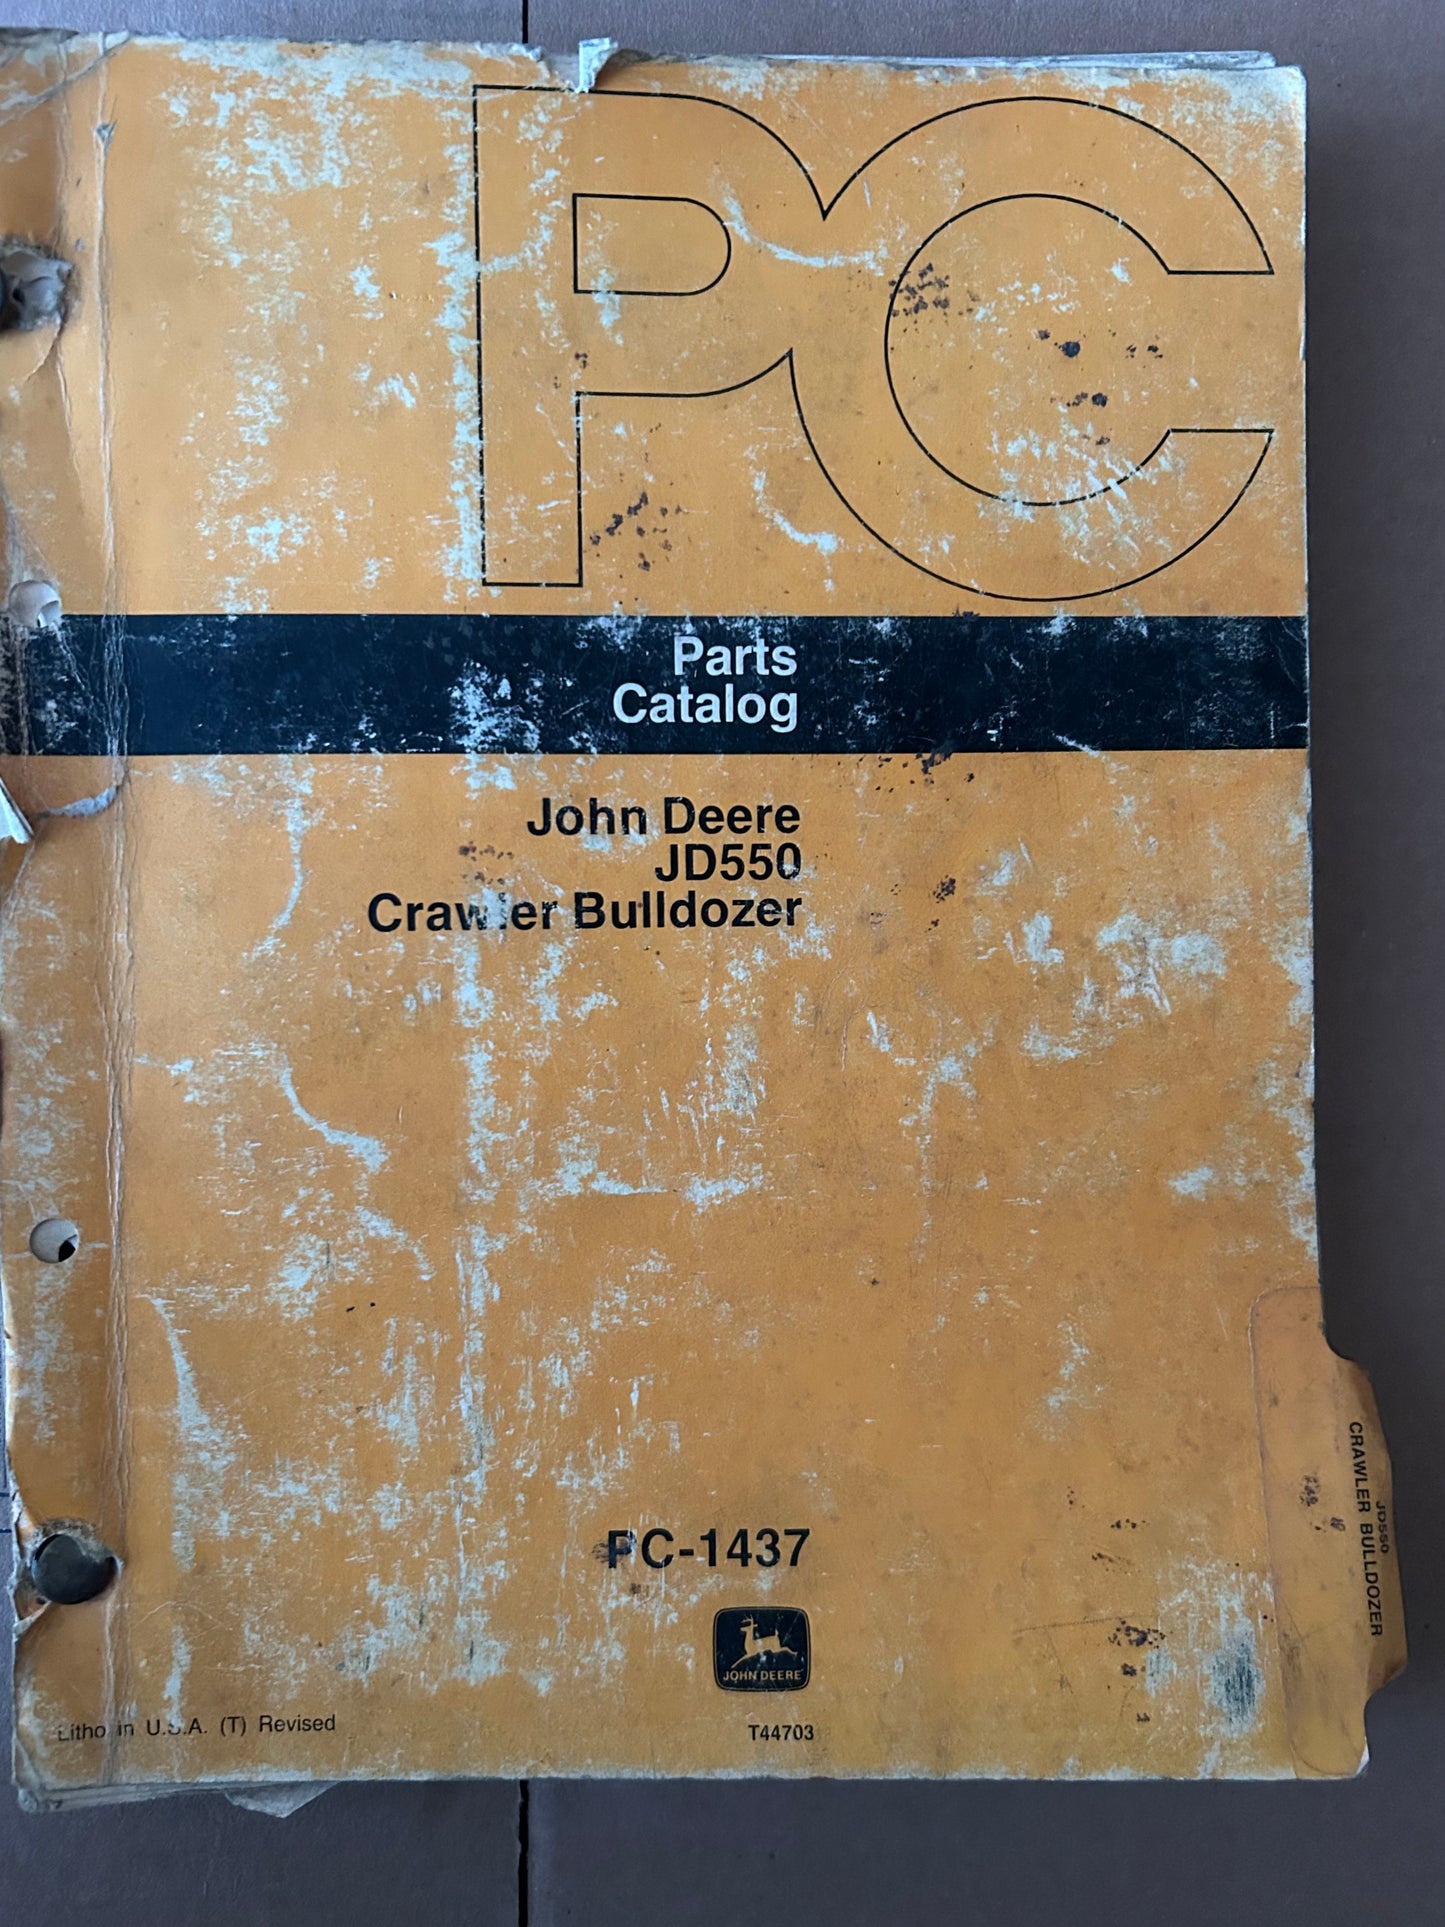 PC
Parts
Catalog
John Deere
JD550
Crawler Bulldozer
PC-1437
JOHN DEERE
Litho in U.S.A. (T) Revised
T44703
JD550
CRAWLER BULLDOZER